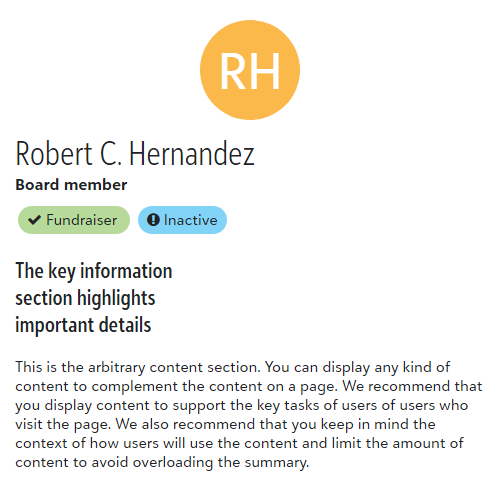 RH
Robert C. Hernandez
Board member
Fundraiser Inactive
The key information
section highlights
important details
This is the arbitrary content section. You can display any kind of
content to complement the content on a page. We recommend that
you display content to support the key tasks of users of users who
visit the page. We also recommend that you keep in mind the
context of how users will use the content and limit the amount of
content to avoid overloading the summary.